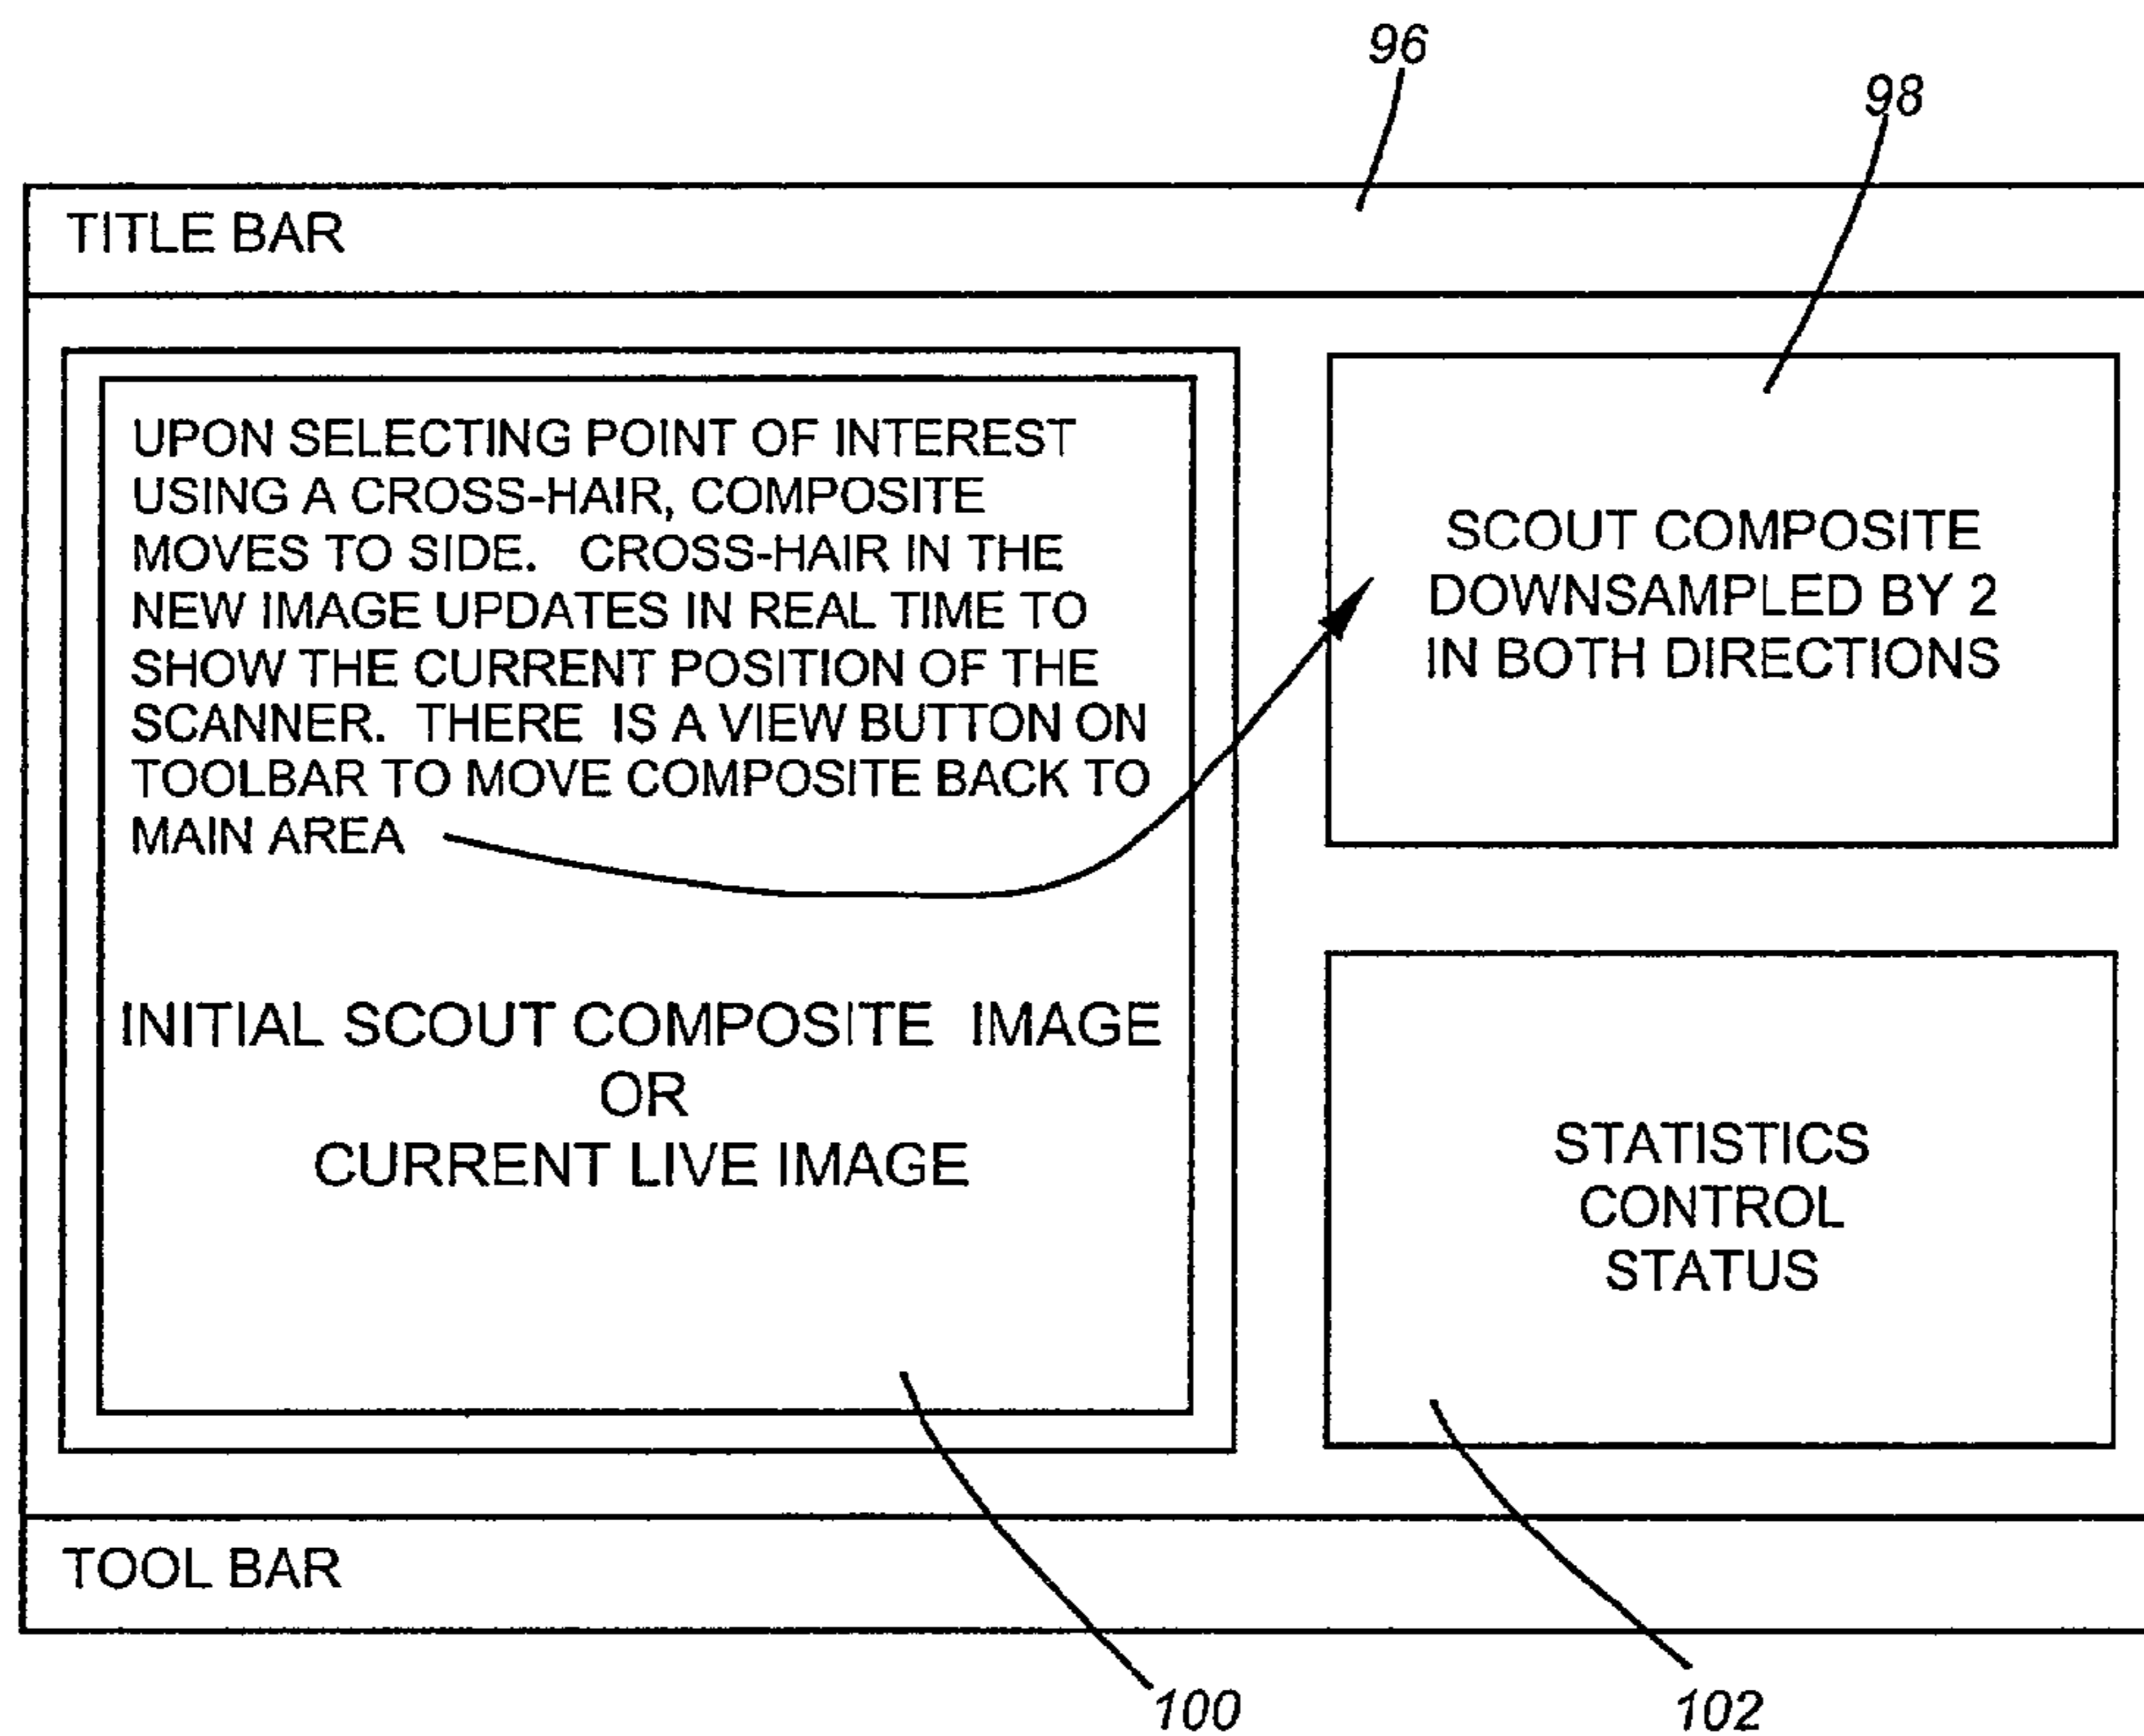 96
98
TITLE BAR
UPON SELECTING POINT OF INTEREST
USING A CROSS-HAIR, COMPOSITE
MOVES TO SIDE. CROSS-HAIR IN THE
NEW IMAGE UPDATES IN REAL TIME TO
SHOW THE CURRENT POSITION OF THE
SCANNER. THERE IS A VIEW BUTTON ON
TOOLBAR TO MOVE COMPOSITE BACK TO
MAIN AREA
INITIAL SCOUT COMPOSITE IMAGE
OR
CURRENT LIVE IMAGE
SCOUT COMPOSITE
DOWNSAMPLED BY 2
IN BOTH DIRECTIONS
STATISTICS
CONTROL
STATUS
TOOL BAR
100
102